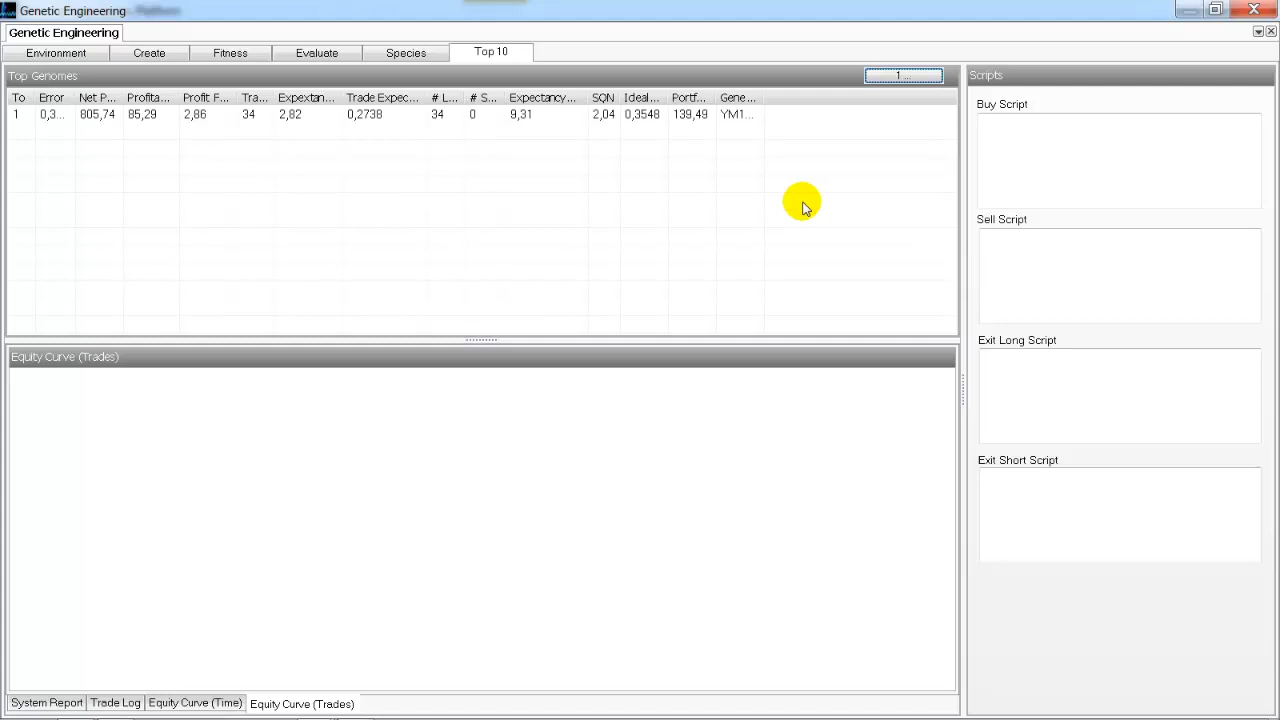 Genetic Engineering - Platform
Genetic Engineering
Environment Create Fitness Evaluate Species Top 10
Top Genomes 1 ...
To Error Net P... Profita... Profit F... Tra... Expextan... Trade Expec... # L... # S... Expectancy... SQN Ideal... Portf... Gene...
0,3... 805,74 85,29 2,86 34 2,82 0,2738 34 0 9,31 2,04 0,3548 139,49 YM1...
Equity Curve (Trades)
System Report Trade Log Equity Curve (Time) Equity Curve (Trades)
Scripts
Buy Script
Sell Script
Exit Long Script
Exit Short Script